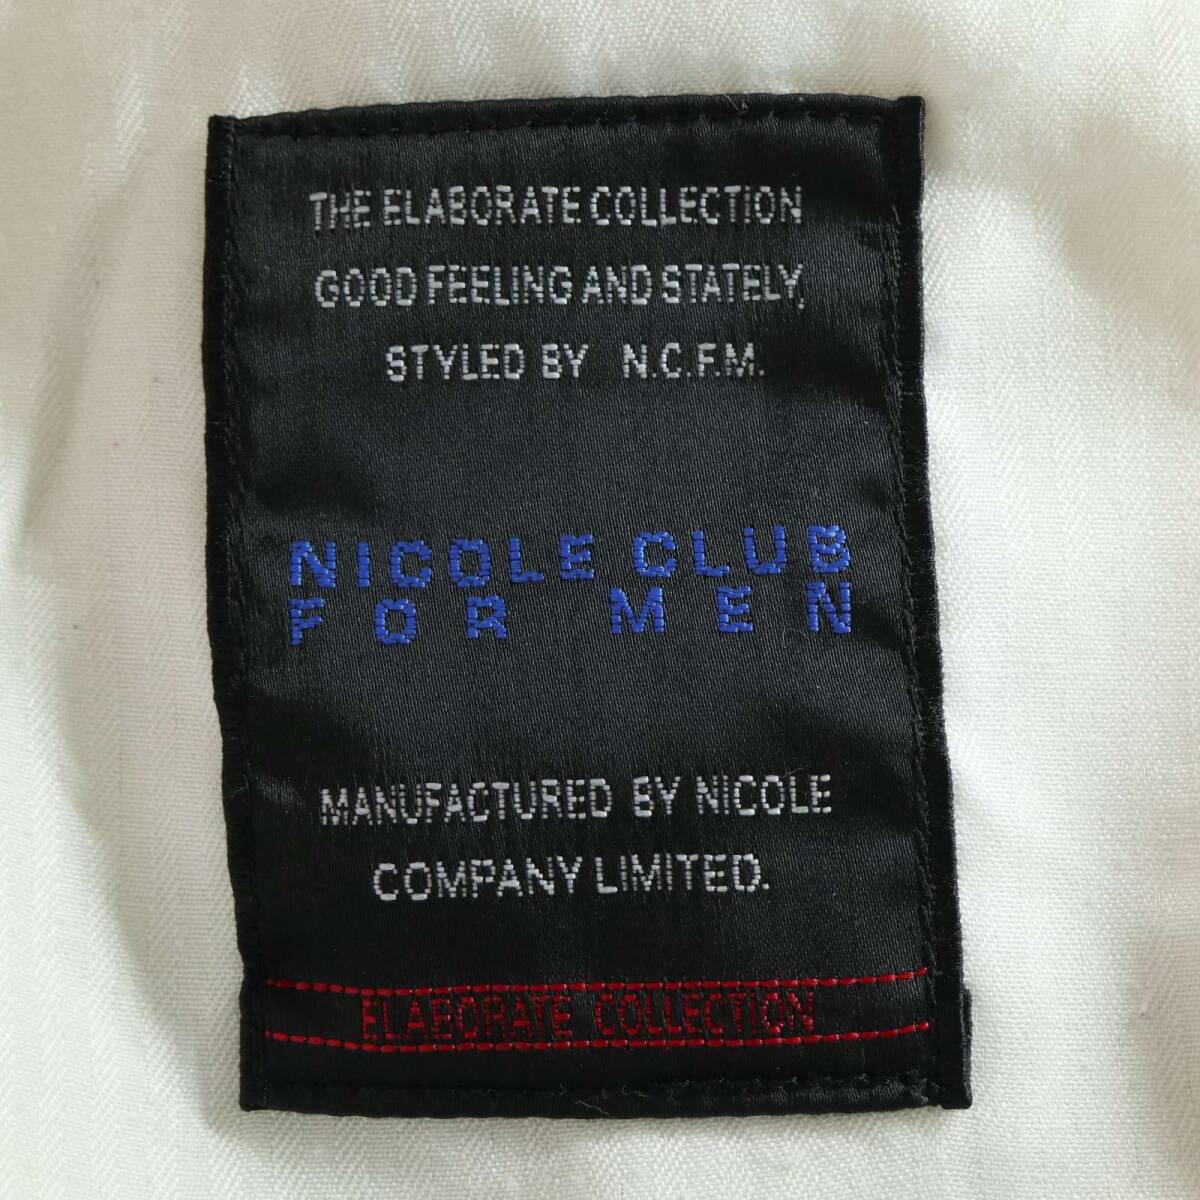 THE ELABORATE COLLECTION
GOOD FEELING AND STATELY,
STYLED BY N.C.F.M.
NICOLE CLUB
FOR MEN
MANUFACTURED BY NICOLE
COMPANY LIMITED.
ELABORATE COLLECTION